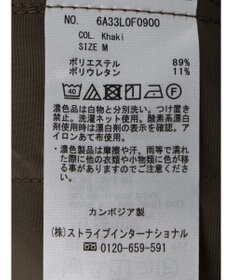 NO. 6A33L0F0900
COL. Khaki
SIZE M
ポリエステル 89%
ポリウレタン 11%
40
濃色品は白物と分別洗い。つけ置き
禁止。洗濯ネット使用。酸素系漂白
剤使用時は漂白剤の表示を確認。ア
イロンあて布使用。
濃色製品は摩擦や汗、雨等で濡れ
た際に他の衣類や小物類に色が移
る事がありますのでご注意くださ
い。
カンボジア製
(株)ストライプインターナショナル
0120-659-591